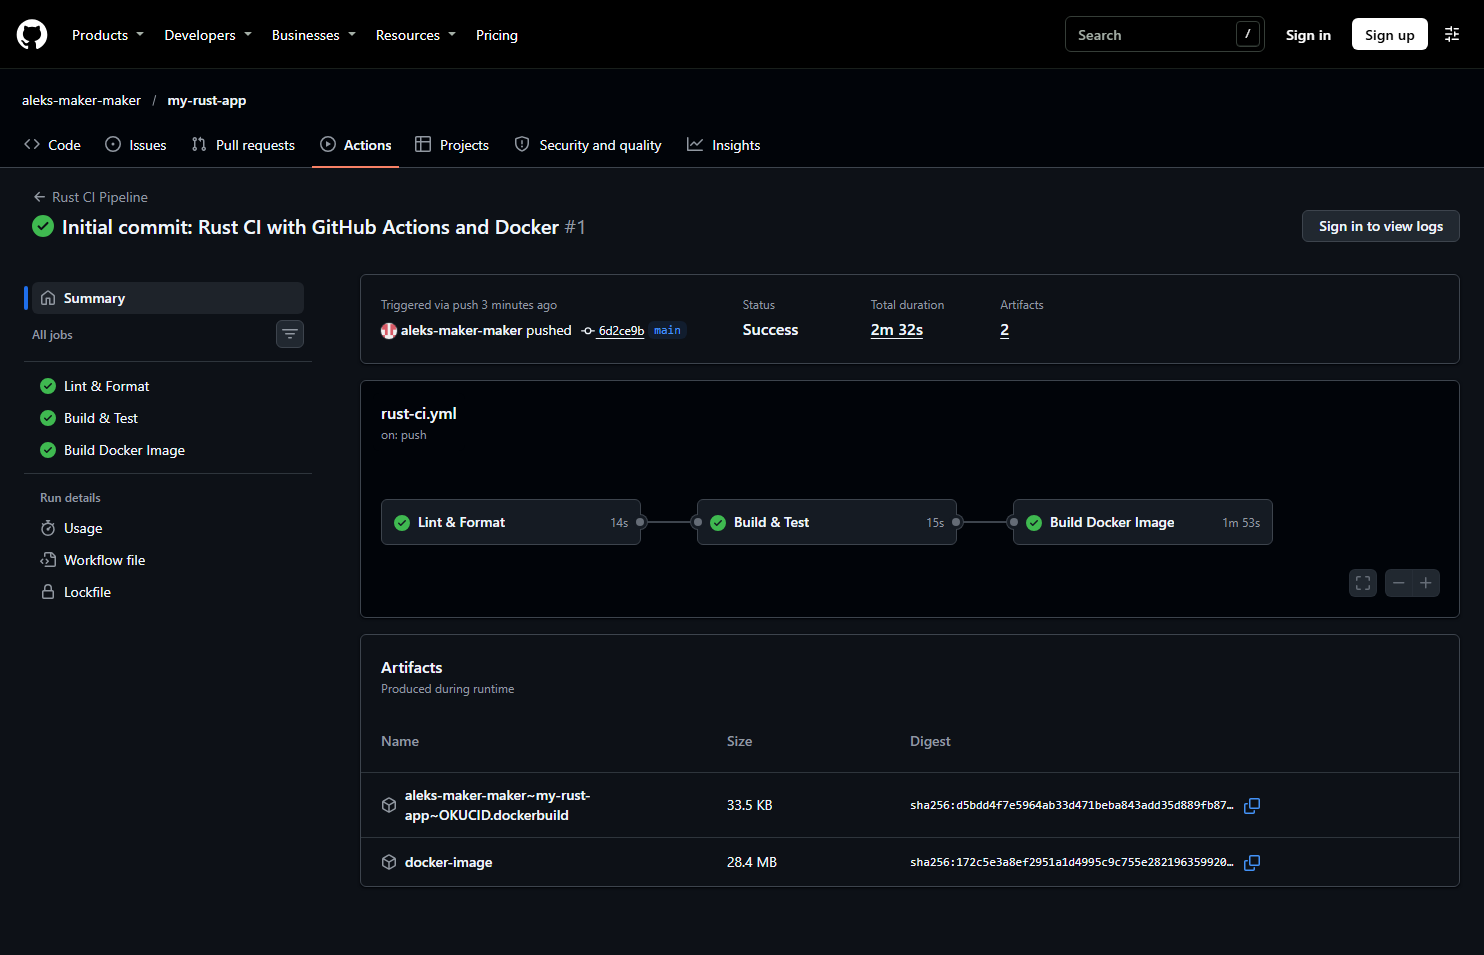 Products Developers Businesses Resources Pricing Search / Sign in Sign up
aleks-maker-maker / my-rust-app
Code Issues Pull requests Actions Projects Security and quality Insights
Rust CI Pipeline
Initial commit: Rust CI with GitHub Actions and Docker #1
Sign in to view logs
Summary
All jobs
Lint & Format
Build & Test
Build Docker Image
Run details
Usage
Workflow file
Lockfile
Triggered via push 3 minutes ago
aleks-maker-maker pushed 6d2ce9b main
Status
Success
Total duration
2m 32s
Artifacts
2
rust-ci.yml
on: push
Lint & Format 14s
Build & Test 15s
Build Docker Image 1m 53s
Artifacts
Produced during runtime
Name Size Digest
aleks-maker-maker~my-rust-
app~OKUCID.dockerbuild
33.5 KB
sha256:d5bdd4f7e5964ab33d471beba843add35d889fb87…
docker-image 28.4 MB sha256:172c5e3a8ef2951a1d4995c9c755e282196359920…